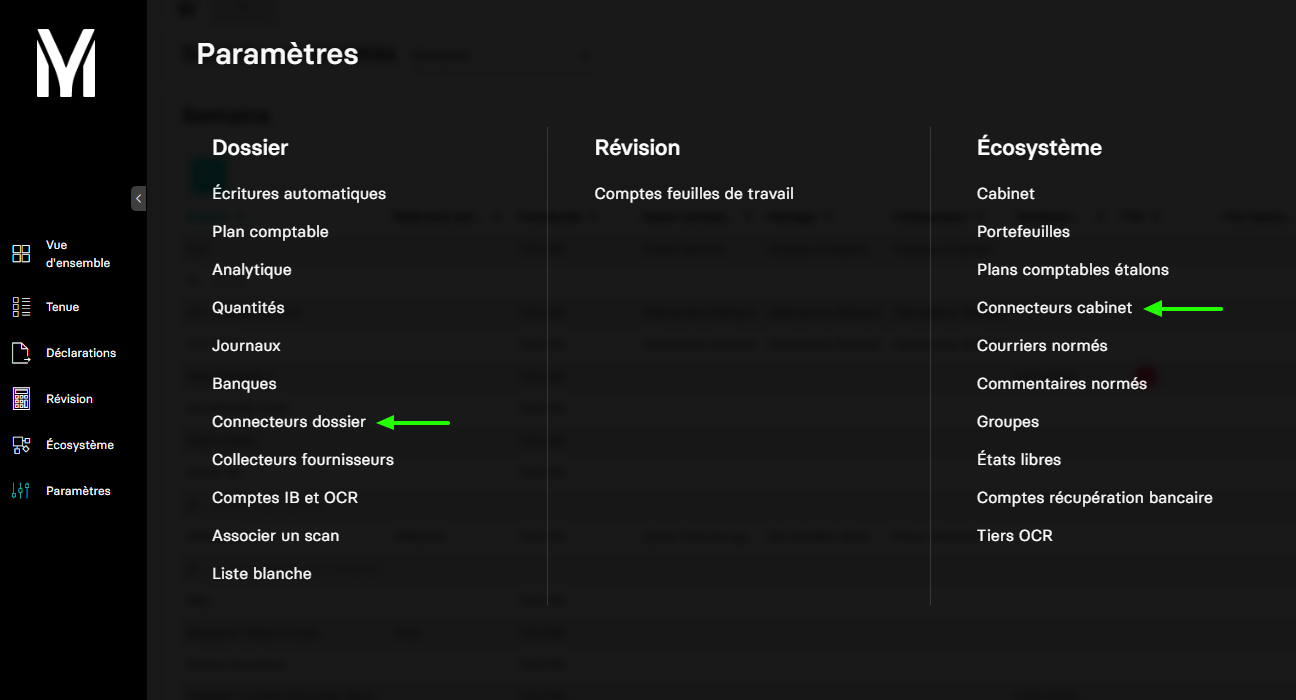 Paramètres
Vue
d'ensemble
Tenue
Déclarations
Révision
Écosystème
Paramètres
Dossier
Écritures automatiques
Plan comptable
Analytique
Quantités
Journaux
Banques
Connecteurs dossier
Collecteurs fournisseurs
Comptes IB et OCR
Associer un scan
Liste blanche
Révision
Comptes feuilles de travail
Écosystème
Cabinet
Portefeuilles
Plans comptables étalons
Connecteurs cabinet
Courriers normés
Commentaires normés
Groupes
États libres
Comptes récupération bancaire
Tiers OCR